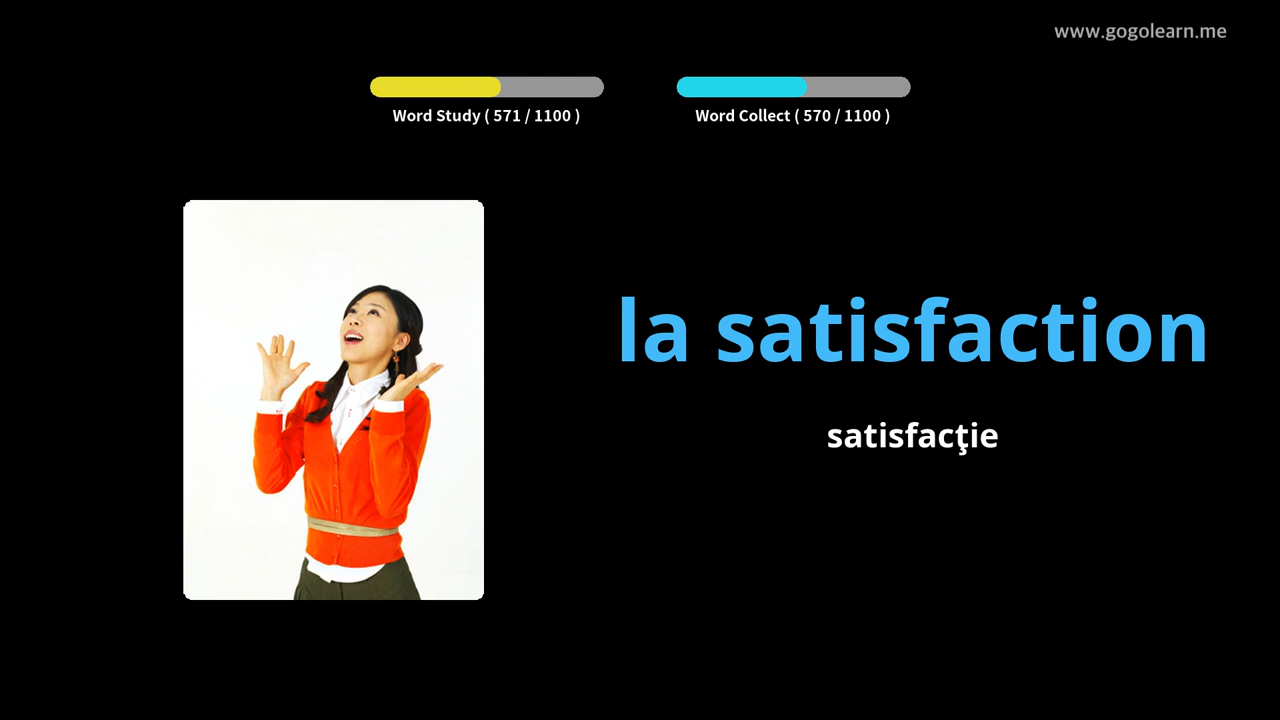 www.gogolearn.me
Word Study ( 571 / 1100 )
Word Collect ( 570 / 1100 )
la satisfaction
satisfacţie